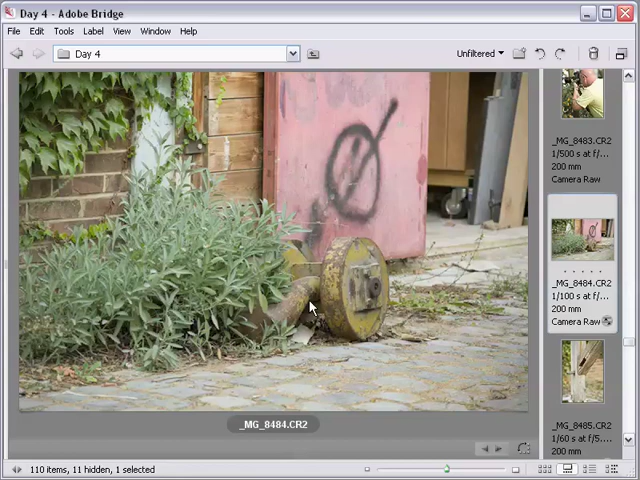 Day 4 - Adobe Bridge
File Edit Tools Label View Window Help
Day 4
Unfiltered
_MG_8483.CR2
1/500 s at f/...
200 mm
Camera Raw
_MG_8484.CR2
1/100 s at f/...
200 mm
Camera Raw
_MG_8485.CR2
1/60 s at f/5....
200 mm
_MG_8484.CR2
110 items, 11 hidden, 1 selected